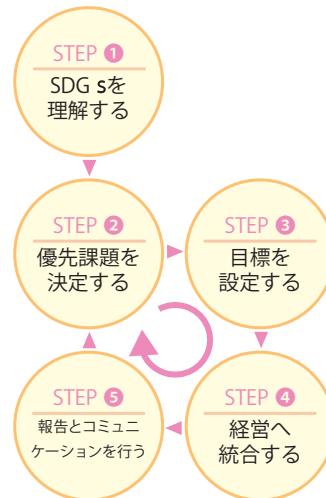 STEP ❶
SDG sを
理解する
STEP ❷
優先課題を
決定する
STEP ❸
目標を
設定する
STEP ❹
経営へ
統合する
STEP ❺
報告とコミュニ
ケーションを行う